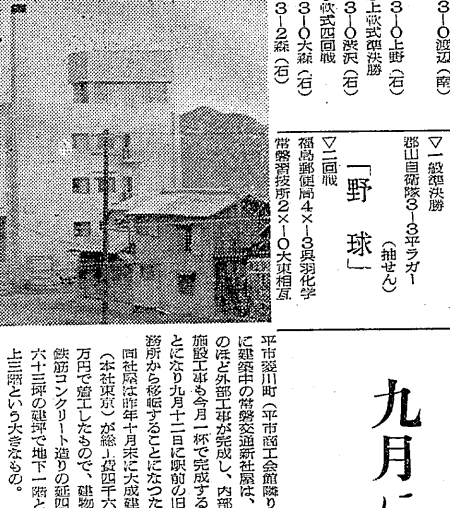 3―0渡辺（南）
3―0上野（石）
上軟式準決勝
3―0渋沢（石）
軟式四回戦
3―0大森（石）
3―2森（石）
▽一般準決勝
郡山自衛隊3―3平ラガー
（抽せん）
「野球」
▽二回戦
福島郵便局4×―3呉羽化学
常磐習技所2×―0大東相互
九月に
平市菱川町（平市商工会館隣り
に建築中の常磐交通新社屋は、
のほど外部工事が完成し、内部
施設工事も今月一杯で完成する
とになり九月十二日に駅前の旧
務所から移転することになつた
同社屋は昨年十月末に大成建
（本社東京）が総工費四千六
万円で着工したもので、建物
鉄筋コンクリート造りの延四
六十三坪の建坪で地下一階と
上三階という大きなもの。